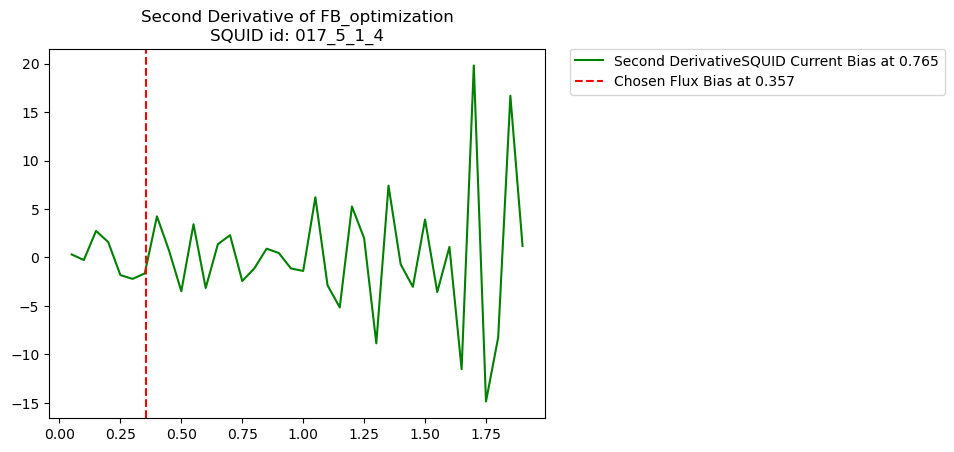 Second Derivative of FB_optimization
SQUID id: 017_5_1_4
Second DerivativeSQUID Current Bias at 0.765
Chosen Flux Bias at 0.357
20
15
10
5
0
−5
−10
−15
0.00 0.25 0.50 0.75 1.00 1.25 1.50 1.75